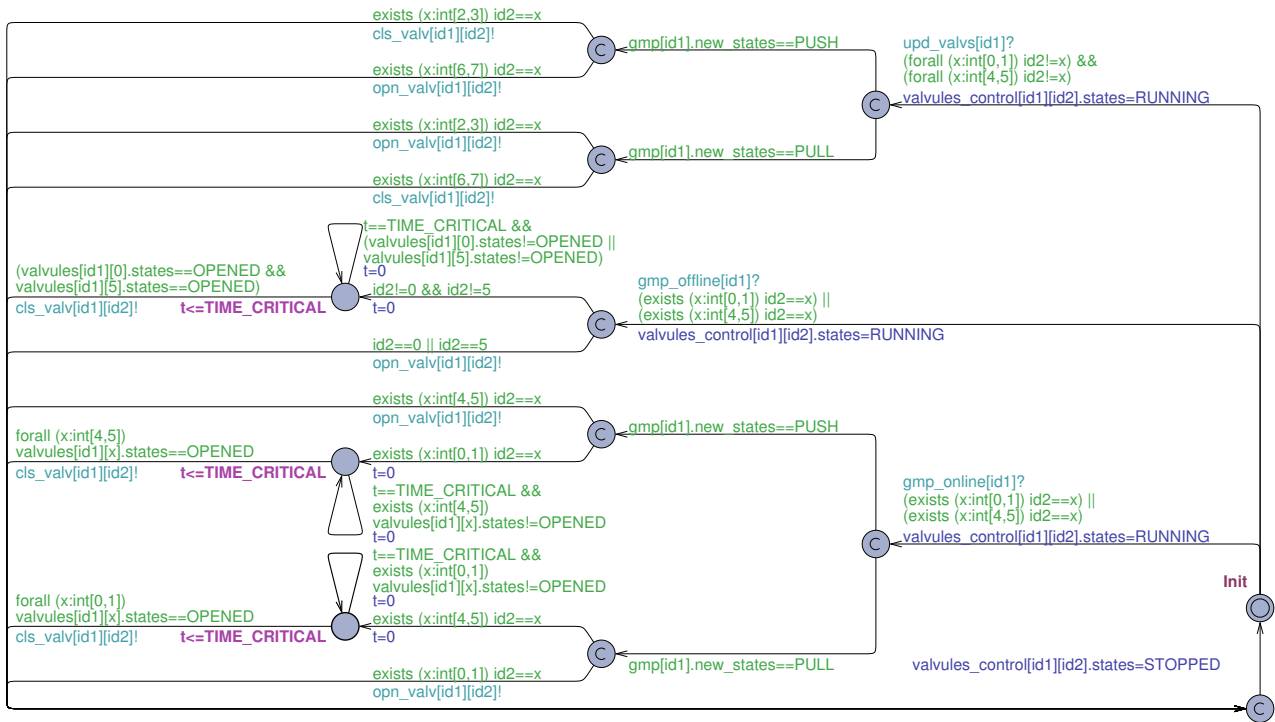 exists (x:int[2,3]) id2==x
cls_valv[id1][id2]!
C
gmp[id1].new_states==PUSH
exists (x:int[6,7]) id2==x
opn_valv[id1][id2]!
upd_valvs[id1]?
(forall (x:int[0,1]) id2!=x) &&
(forall (x:int[4,5]) id2!=x)
C
valvules_control[id1][id2].states=RUNNING
exists (x:int[2,3]) id2==x
opn_valv[id1][id2]!
C
gmp[id1].new_states==PULL
exists (x:int[6,7]) id2==x
cls_valv[id1][id2]!
t==TIME_CRITICAL &&
(valvules[id1][0].states!=OPENED ||
valvules[id1][5].states!=OPENED)
t=0
(valvules[id1][0].states==OPENED &&
valvules[id1][5].states==OPENED)
cls_valv[id1][id2]!
t<=TIME_CRITICAL
id2!=0 && id2!=5
t=0
C
gmp_offline[id1]?
(exists (x:int[0,1]) id2==x) ||
(exists (x:int[4,5]) id2==x)
valvules_control[id1][id2].states=RUNNING
id2==0 || id2==5
opn_valv[id1][id2]!
exists (x:int[4,5]) id2==x
opn_valv[id1][id2]!
C
gmp[id1].new_states==PUSH
forall (x:int[4,5])
valvules[id1][x].states==OPENED
cls_valv[id1][id2]!
t<=TIME_CRITICAL
exists (x:int[0,1]) id2==x
t=0
t==TIME_CRITICAL &&
exists (x:int[4,5])
valvules[id1][x].states!=OPENED
t=0
gmp_online[id1]?
(exists (x:int[0,1]) id2==x) ||
(exists (x:int[4,5]) id2==x)
C
valvules_control[id1][id2].states=RUNNING
t==TIME_CRITICAL &&
exists (x:int[0,1])
valvules[id1][x].states!=OPENED
t=0
Init
forall (x:int[0,1])
valvules[id1][x].states==OPENED
cls_valv[id1][id2]!
t<=TIME_CRITICAL
exists (x:int[4,5]) id2==x
t=0
C
gmp[id1].new_states==PULL
valvules_control[id1][id2].states=STOPPED
exists (x:int[0,1]) id2==x
opn_valv[id1][id2]!
C